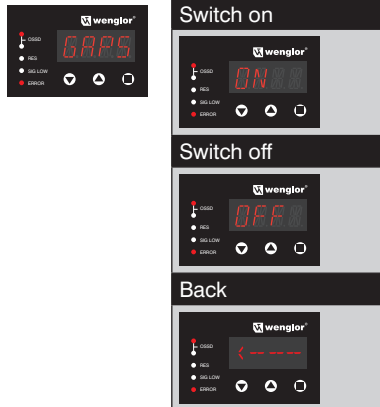 wenglor®
GAPS
OSSD
RES
SIG LOW
ERROR
Switch on
wenglor®
ON
OSSD
RES
SIG LOW
ERROR
Switch off
wenglor®
OFF
OSSD
RES
SIG LOW
ERROR
Back
wenglor®
<----
OSSD
RES
SIG LOW
ERROR